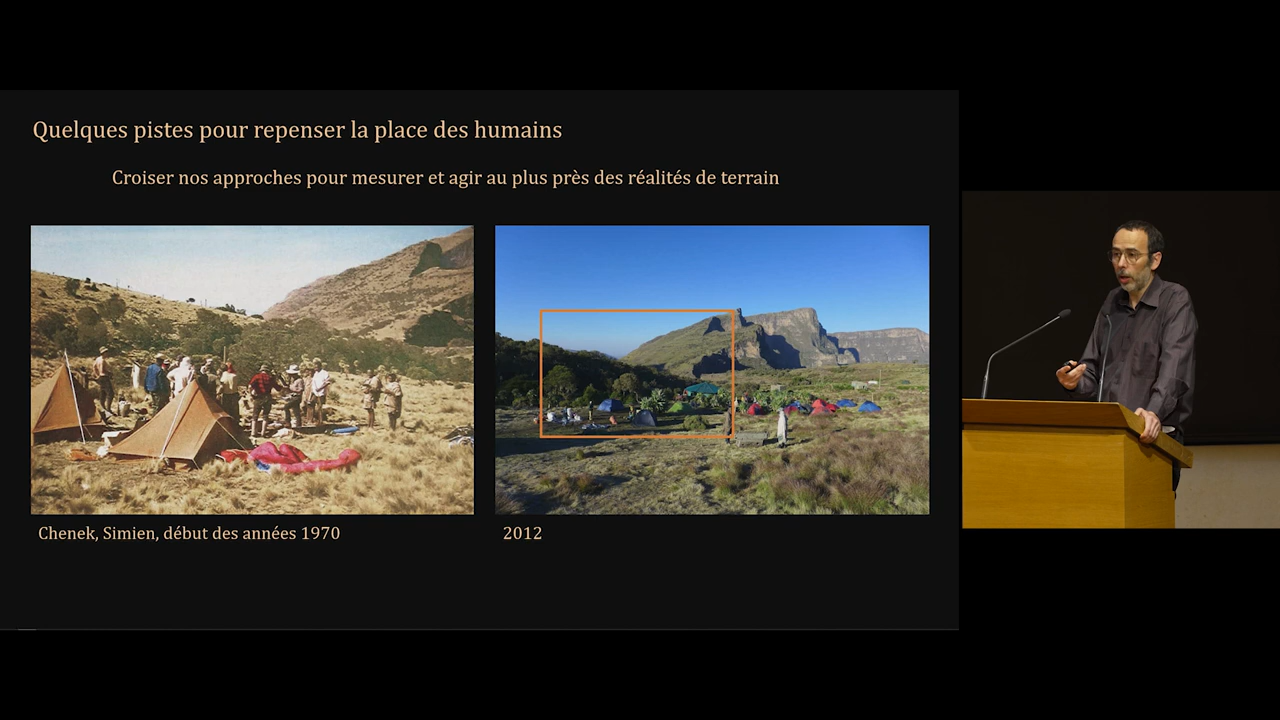 Quelques pistes pour repenser la place des humains
Croiser nos approches pour mesurer et agir au plus près des réalités de terrain
Chenek, Simien, début des années 1970
2012